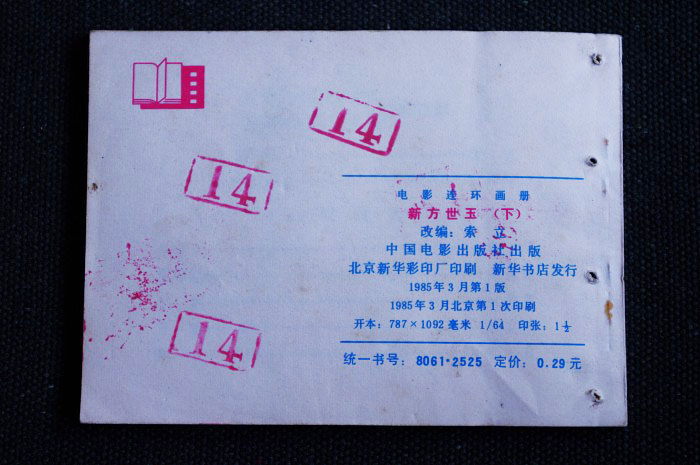 14
14
14
电影连环画册
新方世玉(下)
改编:索立
中国电影出版社出版
北京新华彩印厂印刷 新华书店发行
1985年3月第1版
1985年3月北京第1次印刷
开本:787×1092毫米 1/64 印张:1½
统一书号:8061·2525 定价:0.29元